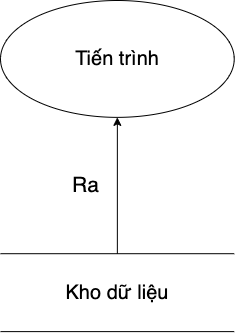 Tiến trình
Ra
Kho dữ liệu